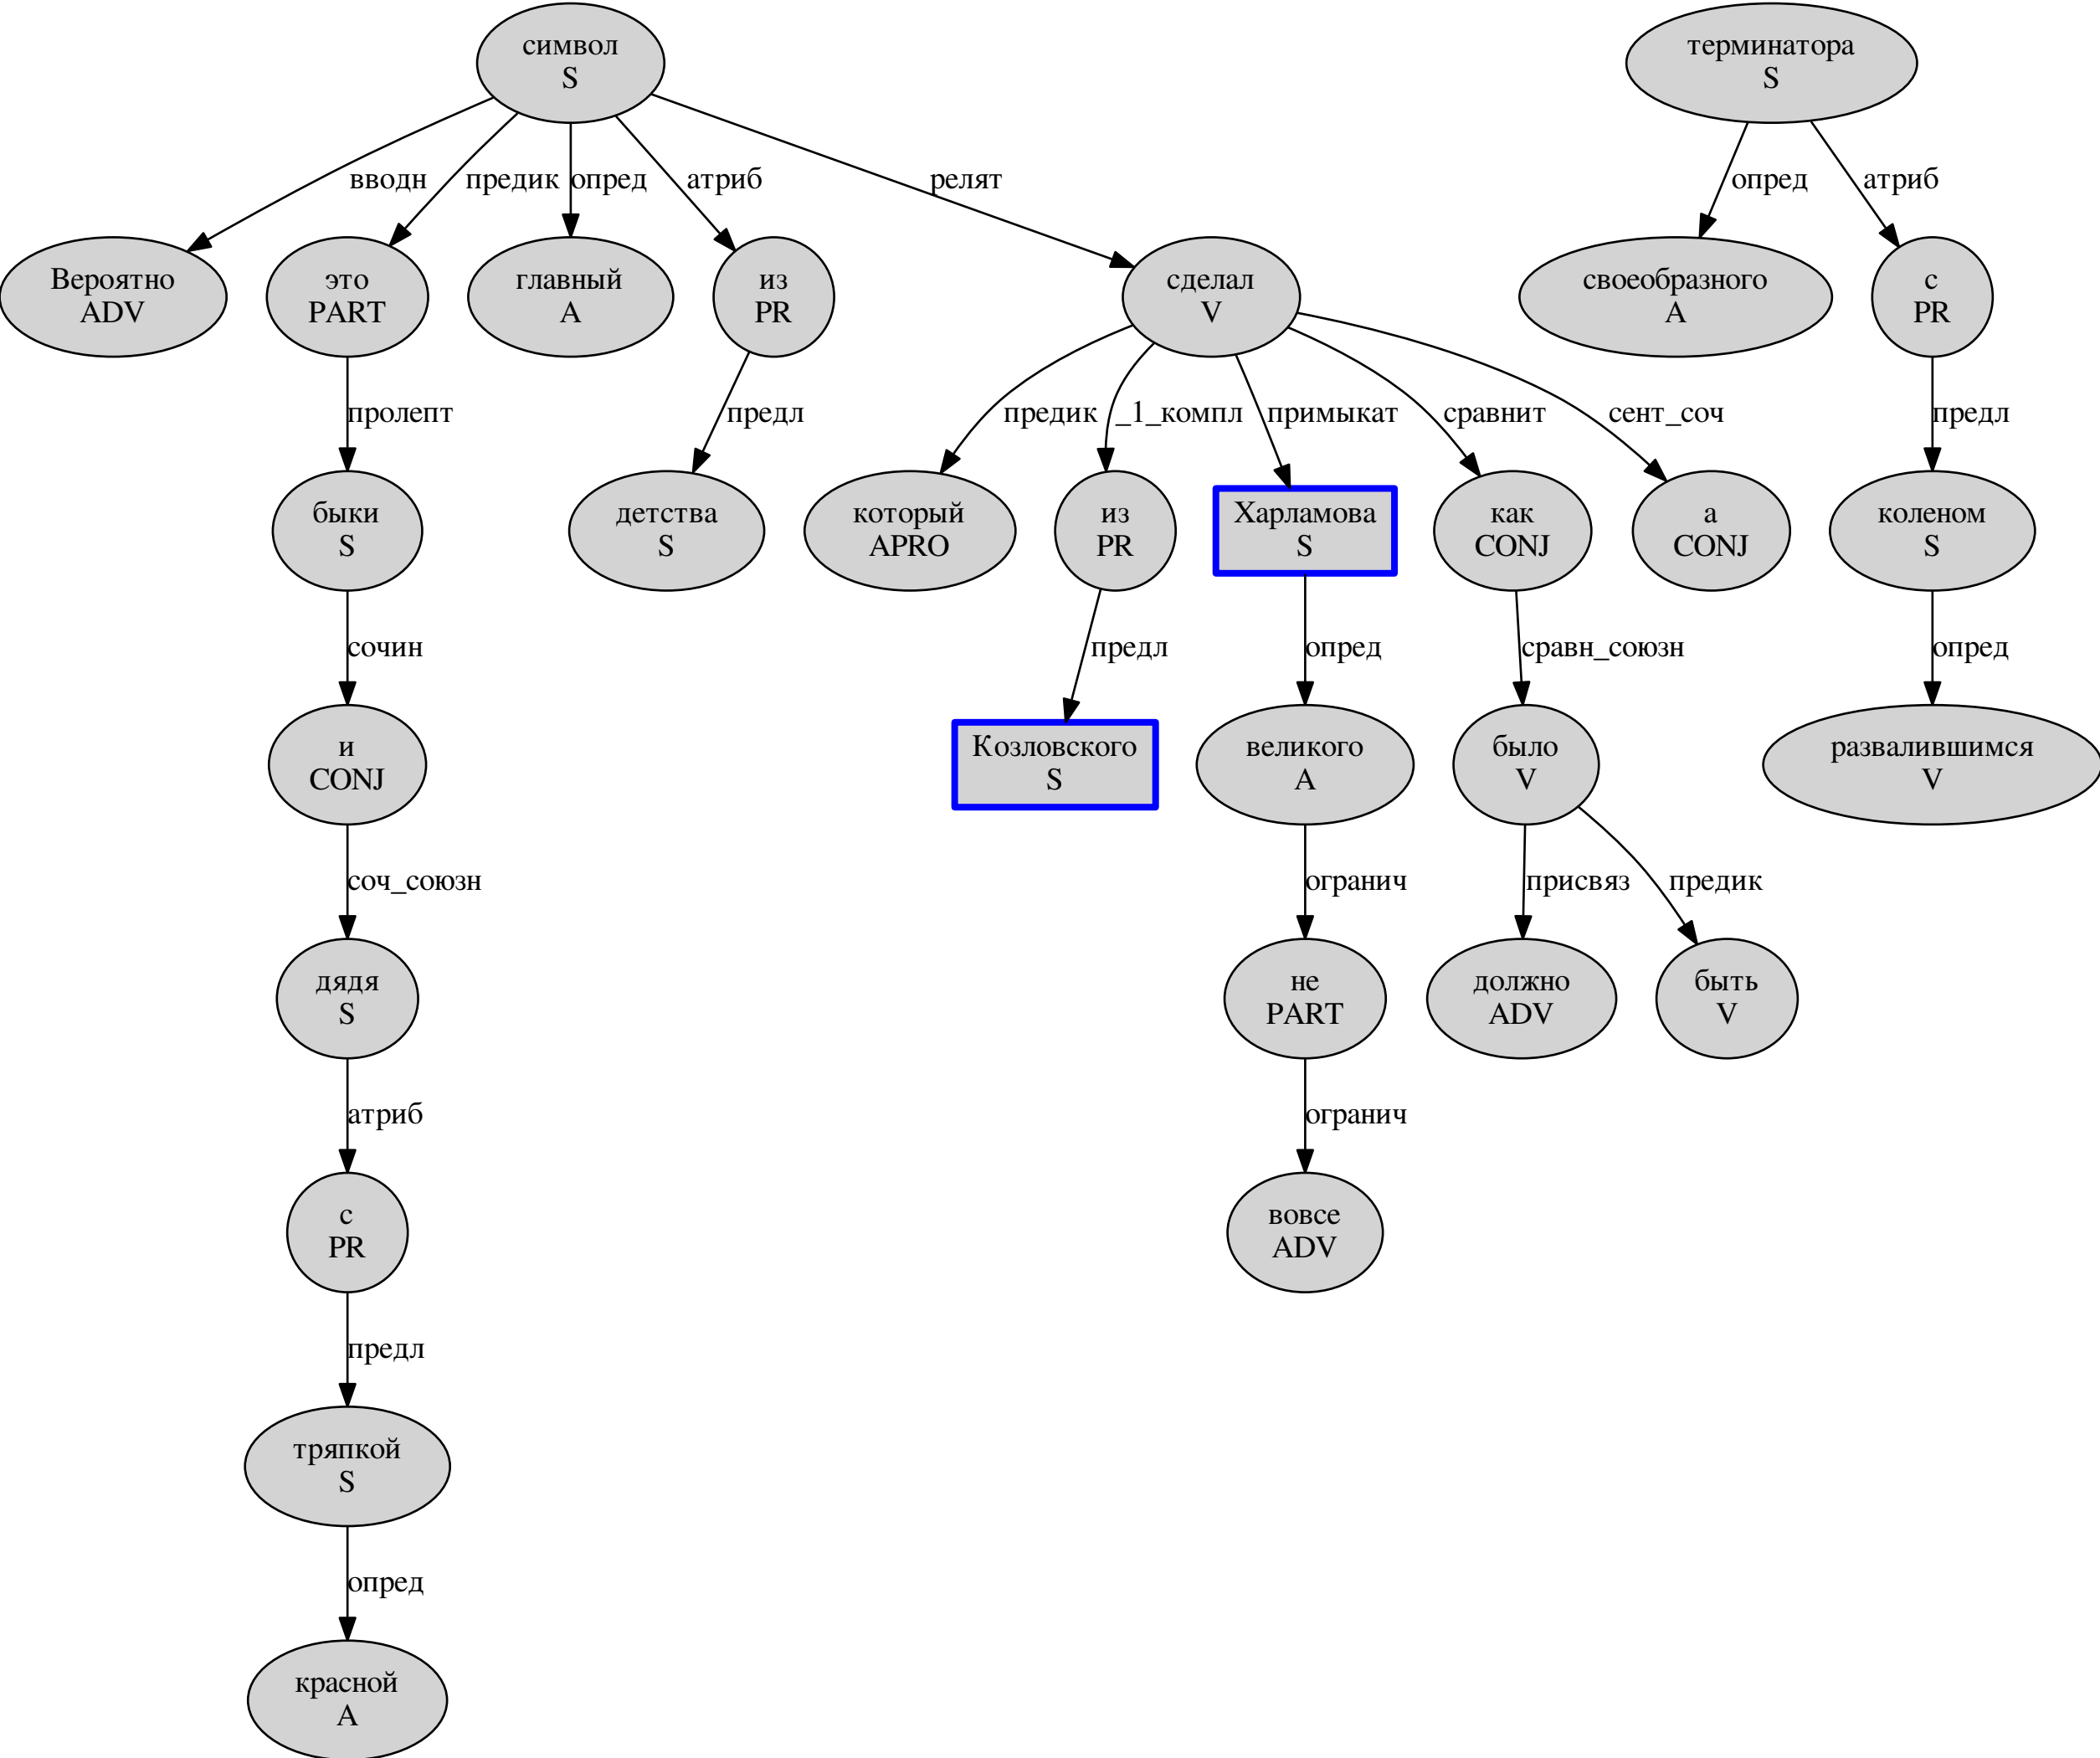 символ
S
терминатора
S
вводн
предик
опред
атриб
релят
опред
атриб
Вероятно
ADV
это
PART
главный
A
из
PR
сделал
V
своеобразного
A
с
PR
пролепт
предл
предик
_1_компл
примыкат
сравнит
сент_соч
предл
быки
S
детства
S
который
APRO
из
PR
Харламова
S
как
CONJ
а
CONJ
коленом
S
сочин
предл
опред
сравн_союзн
опред
и
CONJ
Козловского
S
великого
A
было
V
развалившимся
V
соч_союзн
огранич
присвяз
предик
дядя
S
не
PART
должно
ADV
быть
V
атриб
огранич
с
PR
вовсе
ADV
предл
тряпкой
S
опред
красной
A